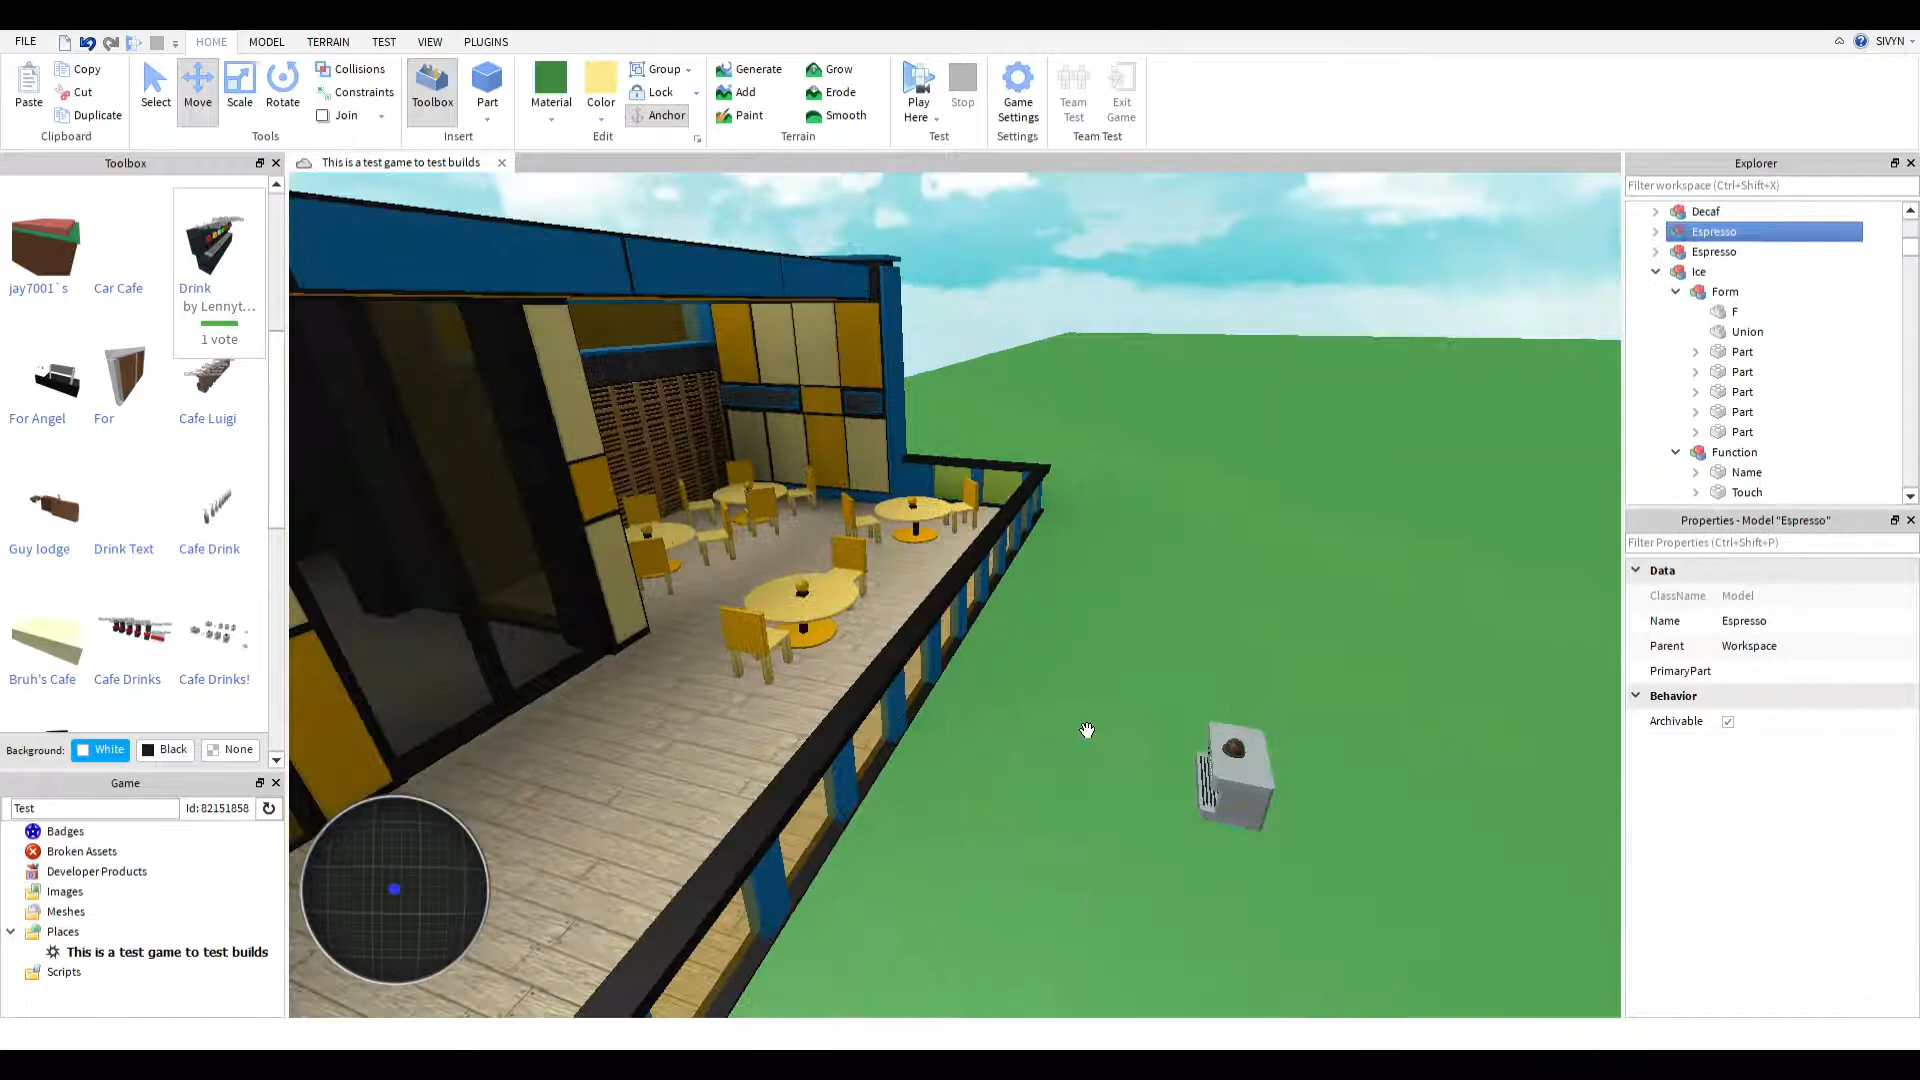 FILE HOME MODEL TERRAIN TEST VIEW PLUGINS SIVYN
Paste Copy Cut Duplicate Clipboard
Select Move Scale Rotate Collisions Constraints Join Tools
Toolbox Part Insert
Material Color Group Lock Anchor Edit
Generate Add Paint Grow Erode Smooth Terrain
Play Here Stop Test
Game Settings Settings
Team Test Exit Game Team Test
Toolbox
This is a test game to test builds
Explorer
Filter workspace (Ctrl+Shift+X)
jay7001`s Car Cafe Drink
by Lennyt...
1 vote
For Angel For Cafe Luigi
Guy lodge Drink Text Cafe Drink
Bruh's Cafe Cafe Drinks Cafe Drinks!
Background: White Black None
Game
Test Id: 82151858
Badges
Broken Assets
Developer Products
Images
Meshes
Places
This is a test game to test builds
Scripts
Decaf
Espresso
Espresso
Ice
Form
F
Union
Part
Part
Part
Part
Part
Function
Name
Touch
Properties - Model "Espresso"
Filter Properties (Ctrl+Shift+P)
Data
ClassName Model
Name Espresso
Parent Workspace
PrimaryPart
Behavior
Archivable